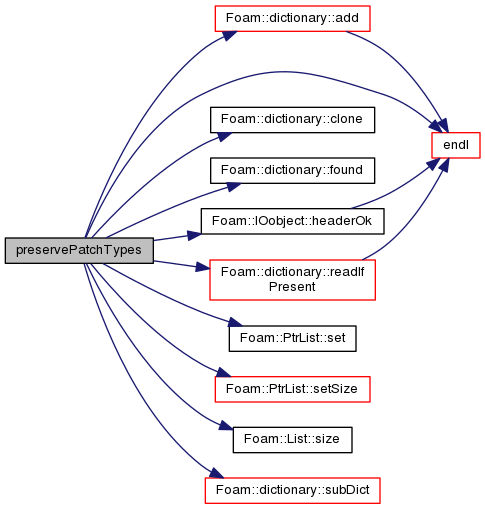 Foam::dictionary::add
endl
Foam::dictionary::clone
Foam::dictionary::found
Foam::IOobject::headerOk
preservePatchTypes
Foam::dictionary::readIf
Present
Foam::PtrList::set
Foam::PtrList::setSize
Foam::List::size
Foam::dictionary::subDict